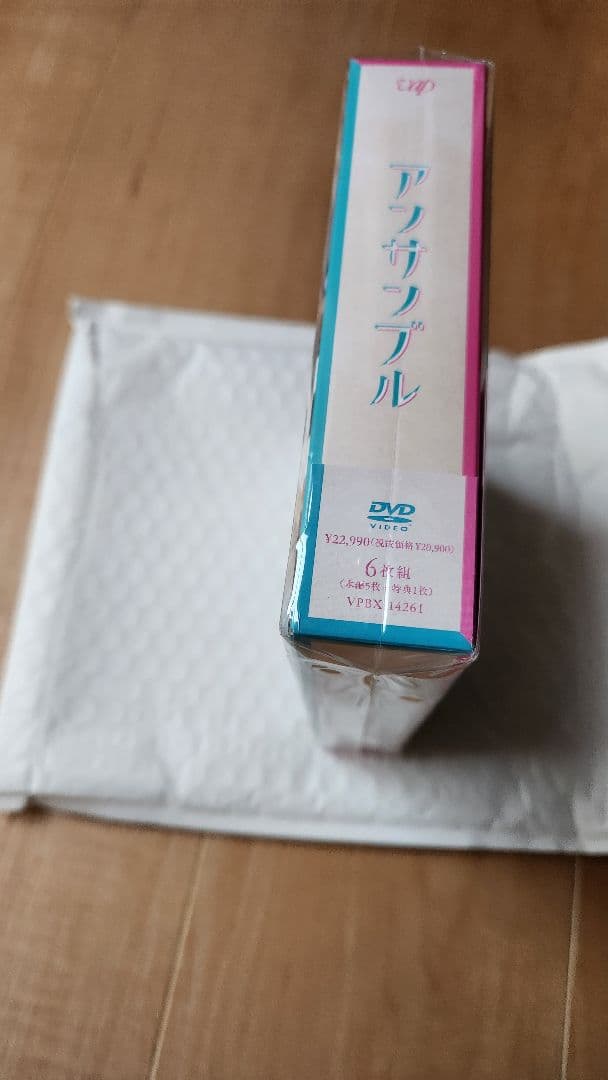 vap
アンサンブル
DVD
VIDEO
¥22,990(税抜価格¥20,900)
6枚組
(本編5枚+特典1枚)
VPBX-14261